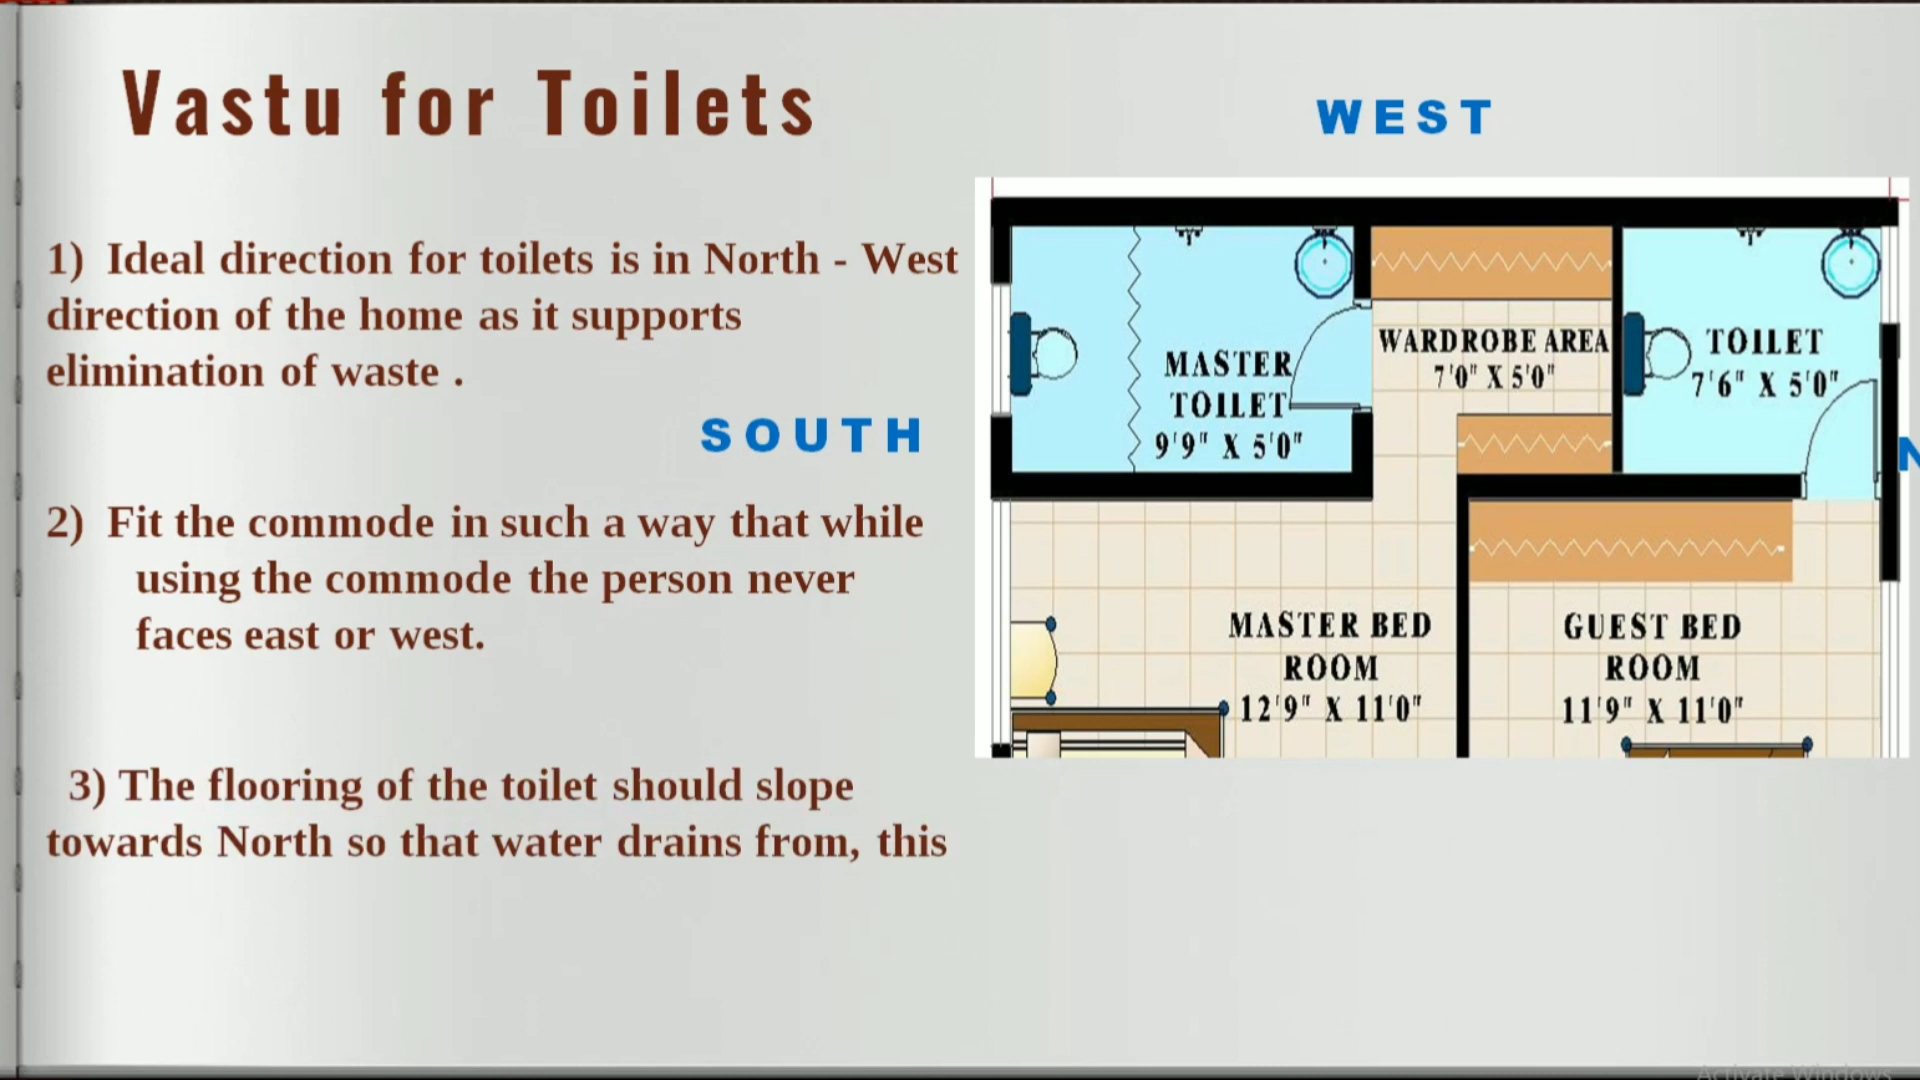 Vastu for Toilets
WEST
1) Ideal direction for toilets is in North - West
direction of the home as it supports
elimination of waste .
SOUTH
2) Fit the commode in such a way that while
using the commode the person never
faces east or west.
3) The flooring of the toilet should slope
towards North so that water drains from, this
MASTER
TOILET
9'9" X 5'0"
WARDROBE AREA
7'0" X 5'0"
TOILET
7'6" X 5'0"
N
MASTER BED
ROOM
12'9" X 11'0"
GUEST BED
ROOM
11'9" X 11'0"
Activate Windows